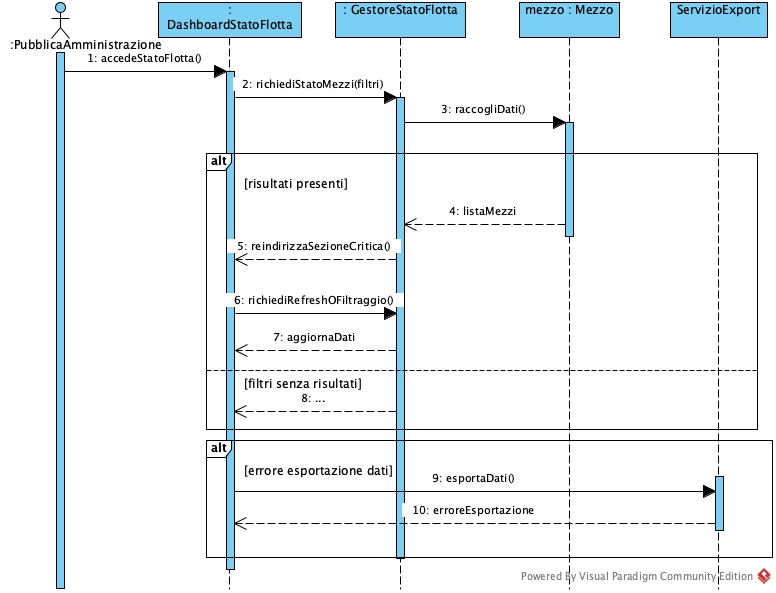 :
: GestoreStatoFlotta
mezzo : Mezzo
ServizioExport
DashboardStatoFlotta
:PubblicaAmministrazione
1: accedeStatoFlotta()
2: richiediStatoMezzi(filtri)
3: raccogliDati()
alt
[risultati presenti]
4: listaMezzi
5: reindirizzaSezioneCritica()
6: richiediRefreshOFiltraggio()
7: aggiornaDati
[filtri senza risultati]
8: ...
alt
[errore esportazione dati]
9: esportaDati()
10: erroreEsportazione
Powered By Visual Paradigm Community Edition